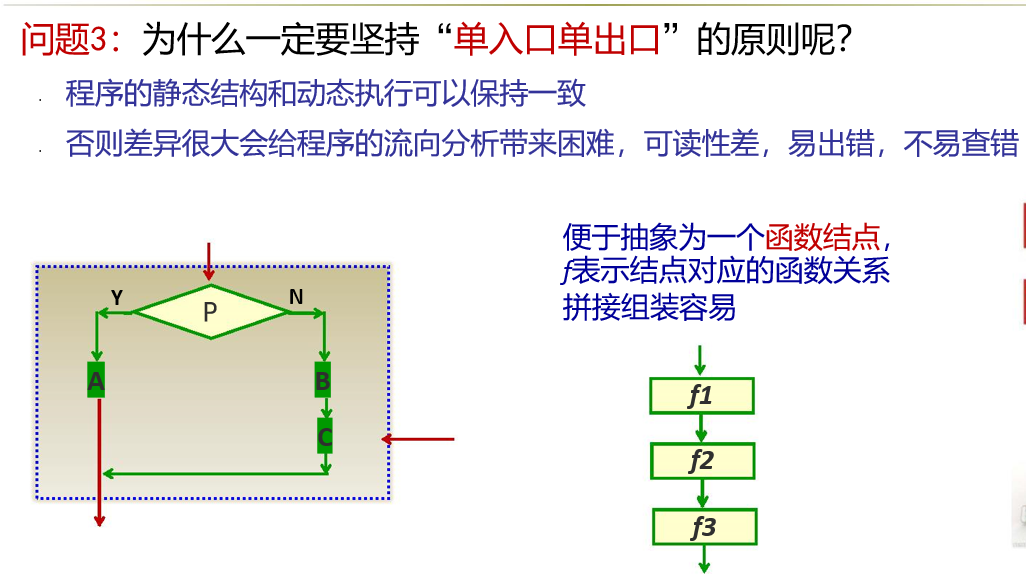 问题3：为什么一定要坚持“单入口单出口”的原则呢？
程序的静态结构和动态执行可以保持一致
否则差异很大会给程序的流向分析带来困难，可读性差，易出错，不易查错
便于抽象为一个函数结点，
f表示结点对应的函数关系
拼接组装容易
Y
N
P
A
B
C
f1
f2
f3